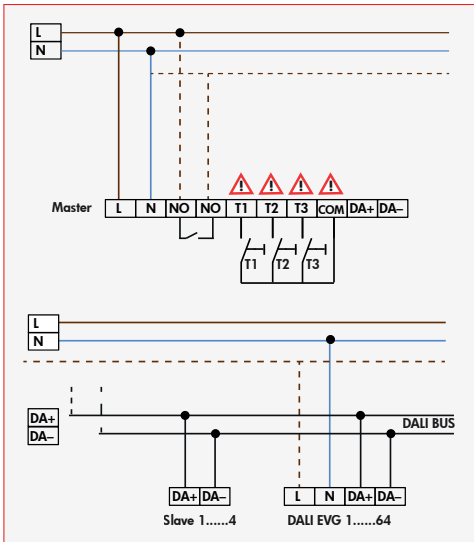 L
N
Master L N NO NO T1 T2 T3 COM DA+ DA–
T1 T2 T3
L
N
DA+
DA–
DALI BUS
DA+ DA– L N DA+ DA–
Slave 1......4 DALI EVG 1......64